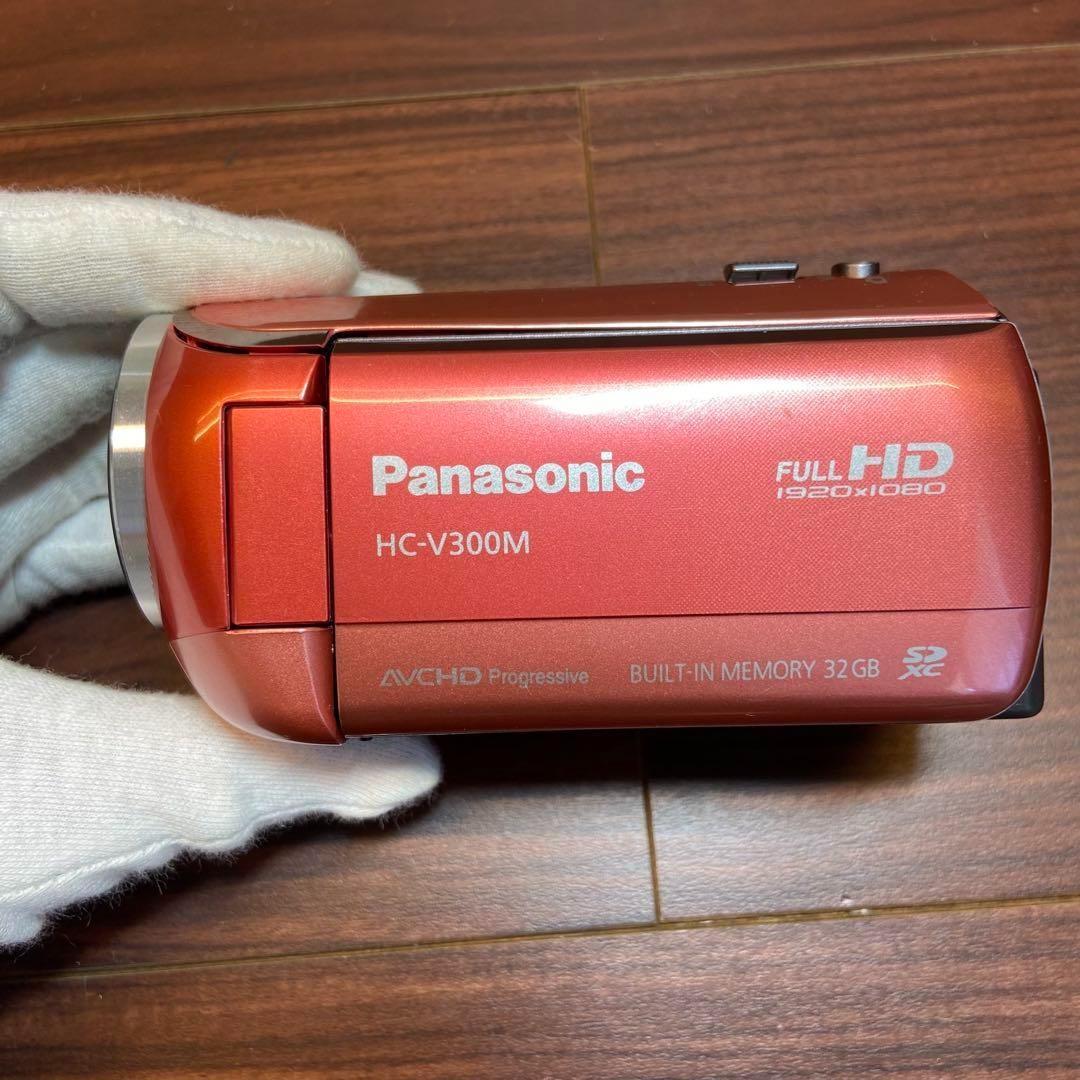 Panasonic
FULL HD
1920x1080
HC-V300M
AVCHD Progressive
BUILT-IN MEMORY 32GB
SD
XC